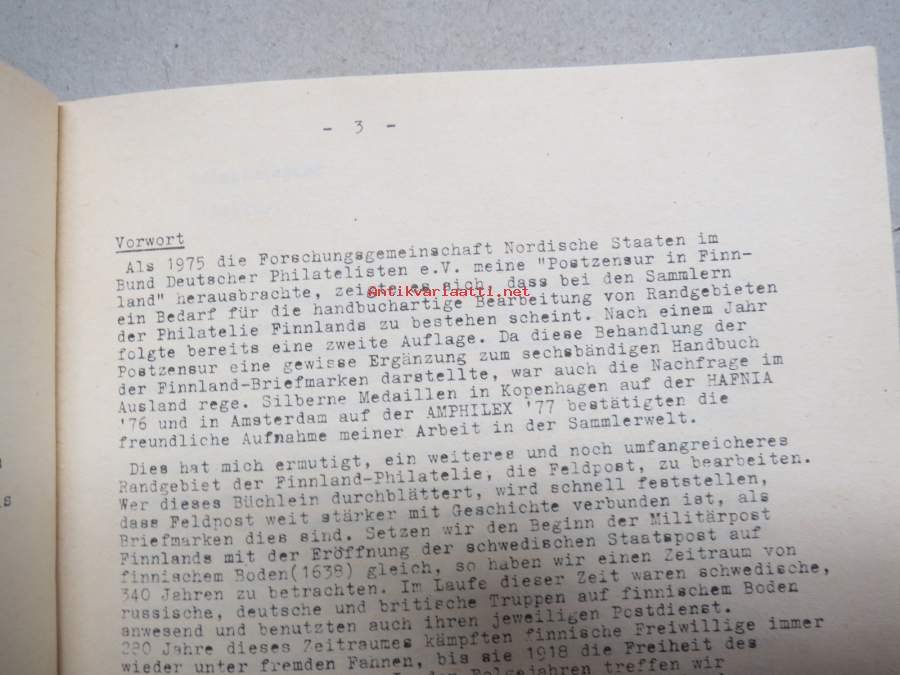 - 3 -
Vorwort
Als 1975 die Forschungsgemeinschaft Nordische Staaten im
Bund Deutscher Philatelisten e.V. meine "Postzensur in Finn-
land" herausbrachte, zeigte es sich, dass bei den Sammlern
ein Bedarf für die handbuchartige Bearbeitung von Randgebieten
der Philatelie Finnlands zu bestehen scheint. Nach einem Jahr
folgte bereits eine zweite Auflage. Da diese Behandlung der
Postzensur eine gewisse Ergänzung zum sechsbändigen Handbuch
der Finnland-Briefmarken darstellte, war auch die Nachfrage im
Ausland rege. Silberne Medaillen in Kopenhagen auf der HAFNIA
'76 und in Amsterdam auf der AMPHILEX '77 bestätigten die
freundliche Aufnahme meiner Arbeit in der Sammlerwelt.
Dies hat mich ermutigt, ein weiteres und noch umfangreicheres
Randgebiet der Finnland-Philatelie, die Feldpost, zu bearbeiten.
Wer dieses Büchlein durchblättert, wird schnell feststellen,
dass Feldpost weit stärker mit Geschichte verbunden ist, als
Briefmarken dies sind. Setzen wir den Beginn der Militärpost
Finnlands mit der Eröffnung der schwedischen Staatspost auf
finnischem Boden(1638) gleich, so haben wir einen Zeitraum von
340 Jahren zu betrachten. Im Laufe dieser Zeit waren schwedische,
russische, deutsche und britische Truppen auf finnischem Boden
anwesend und benutzten auch ihren jeweiligen Postdienst.
280 Jahre dieses Zeitraumes kämpften finnische Freiwillige immer
wieder unter fremden Fahnen, bis sie 1918 die Freiheit des
Folgejahren treffen wir
Antikvariaatti.net